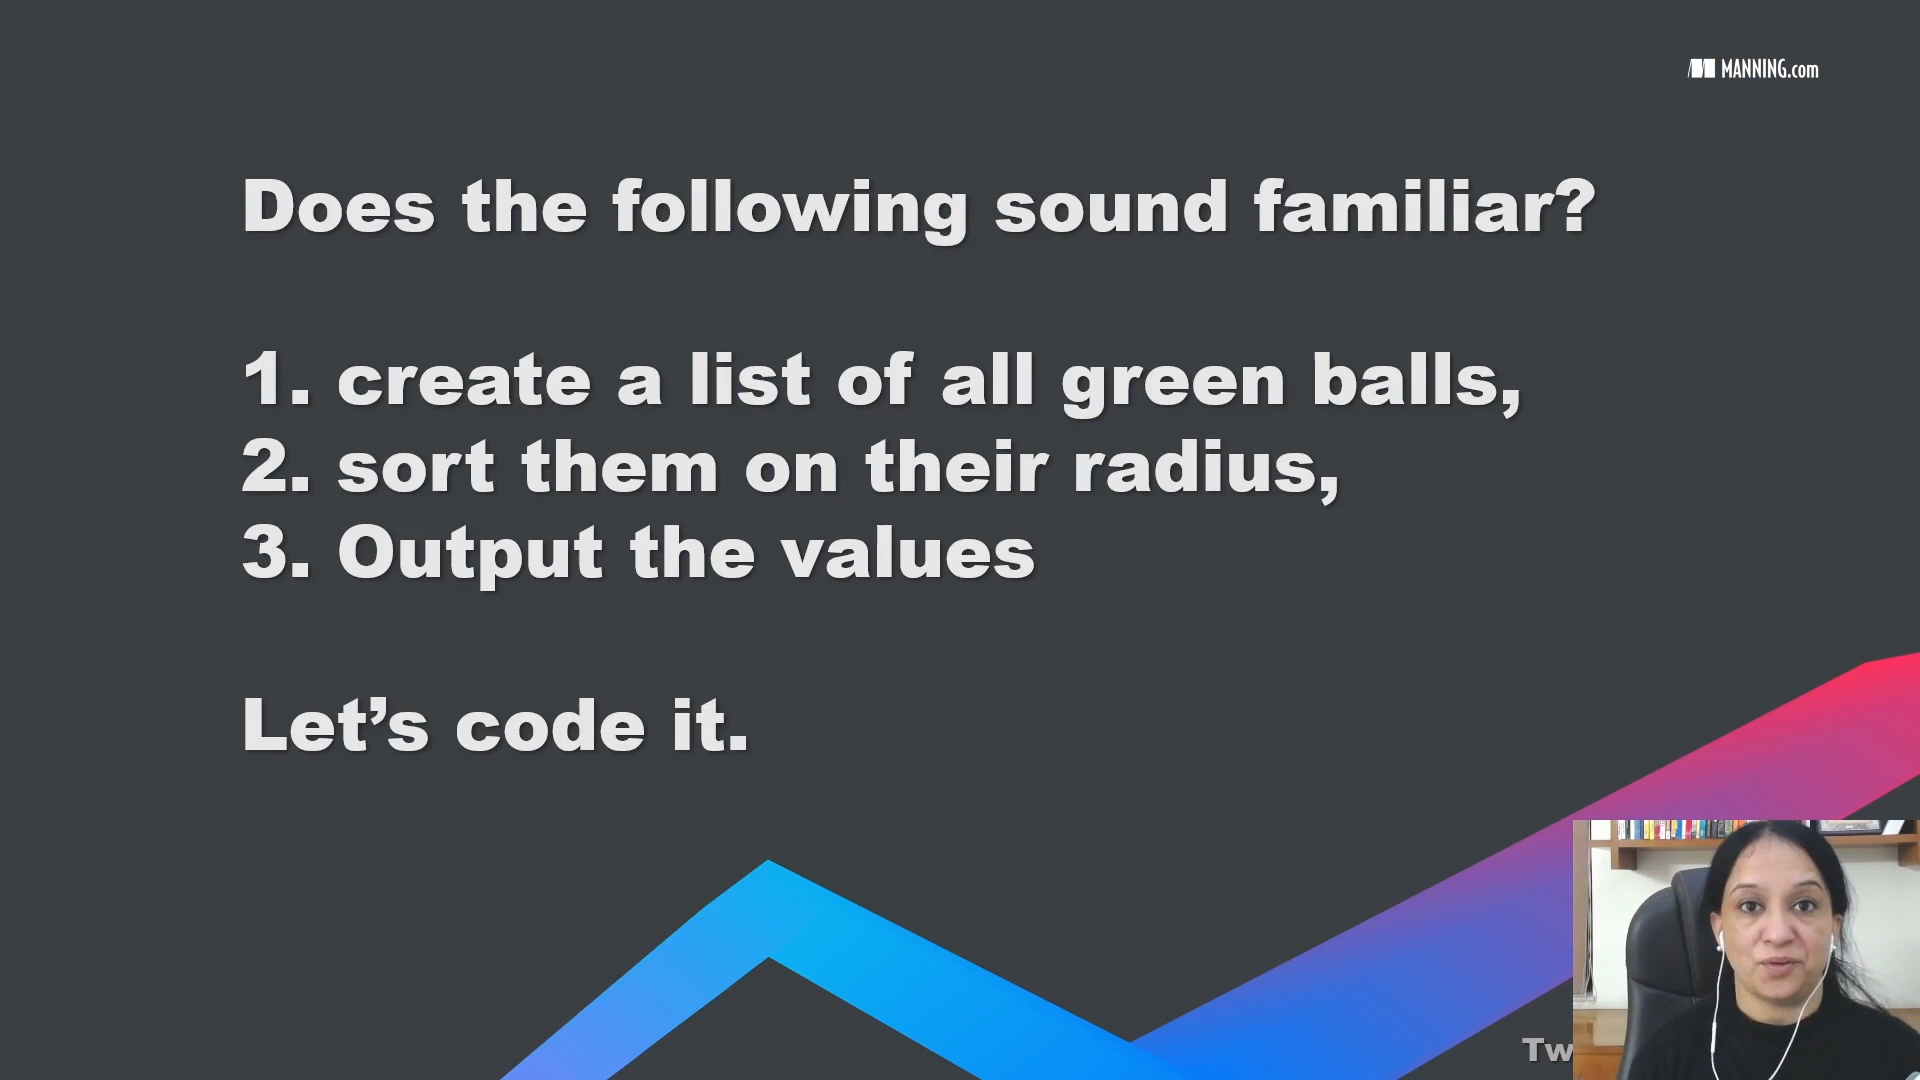 MANNING.com
Does the following sound familiar?
1. create a list of all green balls,
2. sort them on their radius,
3. Output the values
Let’s code it.
Tw